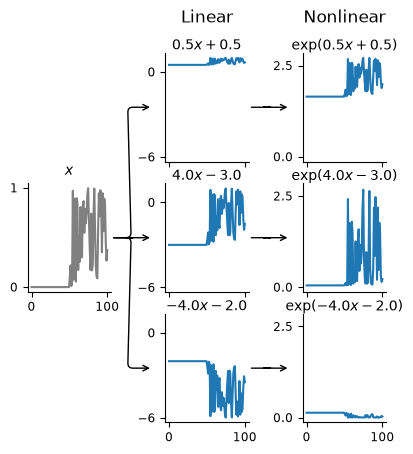 Linear Nonlinear
0.5x + 0.5 exp(0.5x + 0.5)
0 2.5
−6 0.0
x 4.0x − 3.0 exp(4.0x − 3.0)
1 0 2.5
0 −6 0.0
0 100
−4.0x − 2.0 exp(−4.0x − 2.0)
0 2.5
−6 0.0
0 100 0 100